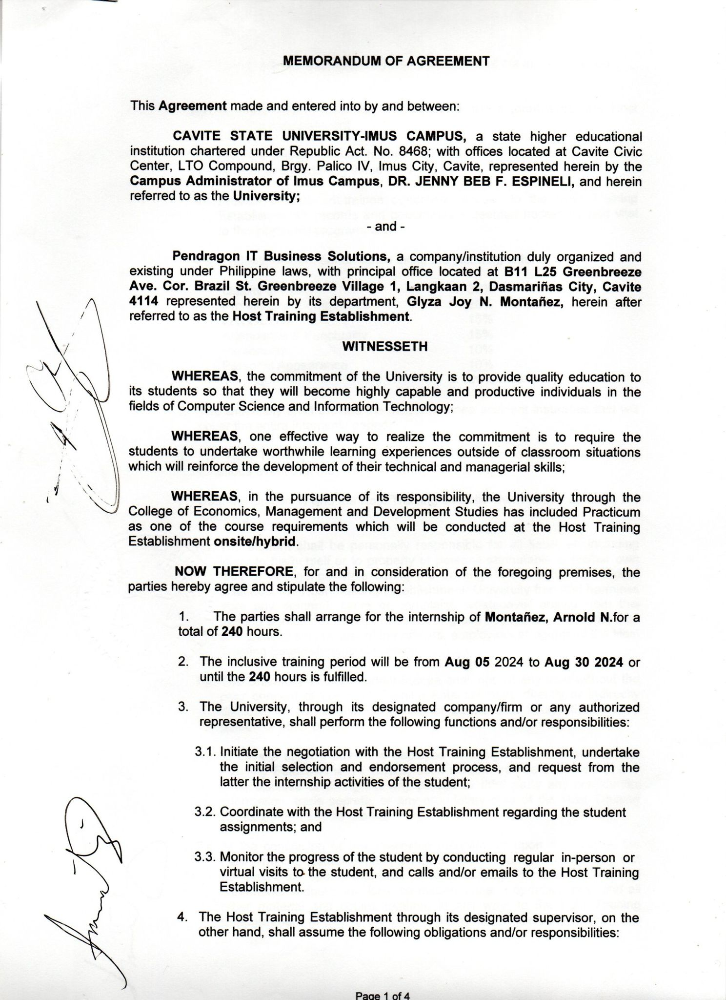 MEMORANDUM OF AGREEMENT
This Agreement made and entered into by and between:
CAVITE STATE UNIVERSITY-IMUS CAMPUS, a state higher educational
institution chartered under Republic Act. No. 8468; with offices located at Cavite Civic
Center, LTO Compound, Brgy. Palico IV, Imus City, Cavite, represented herein by the
Campus Administrator of Imus Campus, DR. JENNY BEB F. ESPINELI, and herein
referred to as the University;
- and -
Pendragon IT Business Solutions, a company/institution duly organized and
existing under Philippine laws, with principal office located at B11 L25 Greenbreeze
Ave. Cor. Brazil St. Greenbreeze Village 1, Langkaan 2, Dasmariñas City, Cavite
4114 represented herein by its department, Glyza Joy N. Montañez, herein after
referred to as the Host Training Establishment.
WITNESSETH
WHEREAS, the commitment of the University is to provide quality education to
its students so that they will become highly capable and productive individuals in the
fields of Computer Science and Information Technology;
WHEREAS, one effective way to realize the commitment is to require the
students to undertake worthwhile learning experiences outside of classroom situations
which will reinforce the development of their technical and managerial skills;
WHEREAS, in the pursuance of its responsibility, the University through the
College of Economics, Management and Development Studies has included Practicum
as one of the course requirements which will be conducted at the Host Training
Establishment onsite/hybrid.
NOW THEREFORE, for and in consideration of the foregoing premises, the
parties hereby agree and stipulate the following:
1. The parties shall arrange for the internship of Montañez, Arnold N.for a
total of 240 hours.
2. The inclusive training period will be from Aug 05 2024 to Aug 30 2024 or
until the 240 hours is fulfilled.
3. The University, through its designated company/firm or any authorized
representative, shall perform the following functions and/or responsibilities:
3.1. Initiate the negotiation with the Host Training Establishment, undertake
the initial selection and endorsement process, and request from the
latter the internship activities of the student;
3.2. Coordinate with the Host Training Establishment regarding the student
assignments; and
3.3. Monitor the progress of the student by conducting regular in-person or
virtual visits to the student, and calls and/or emails to the Host Training
Establishment.
4. The Host Training Establishment through its designated supervisor, on the
other hand, shall assume the following obligations and/or responsibilities:
Page 1 of 4